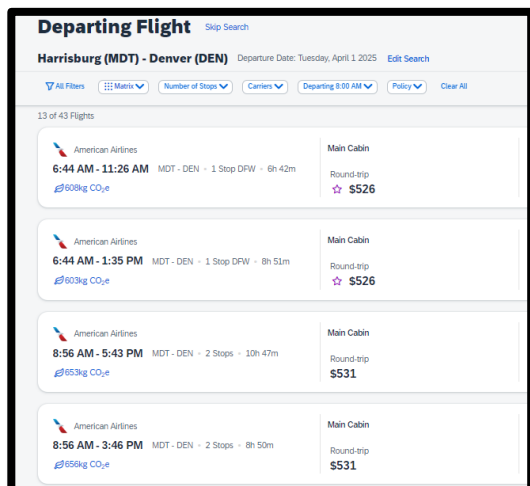 Departing Flight Skip Search
Harrisburg (MDT) - Denver (DEN) Departure Date: Tuesday, April 1 2025 Edit Search
All Filters Matrix Number of Stops Carriers Departing 8:00 AM Policy Clear All
13 of 43 Flights
American Airlines Main Cabin
6:44 AM - 11:26 AM MDT - DEN • 1 Stop DFW • 6h 42m Round-trip
608kg CO₂e $526
American Airlines Main Cabin
6:44 AM - 1:35 PM MDT - DEN • 1 Stop DFW • 8h 51m Round-trip
603kg CO₂e $526
American Airlines Main Cabin
8:56 AM - 5:43 PM MDT - DEN • 2 Stops • 10h 47m Round-trip
653kg CO₂e $531
American Airlines Main Cabin
8:56 AM - 3:46 PM MDT - DEN • 2 Stops • 8h 50m Round-trip
656kg CO₂e $531